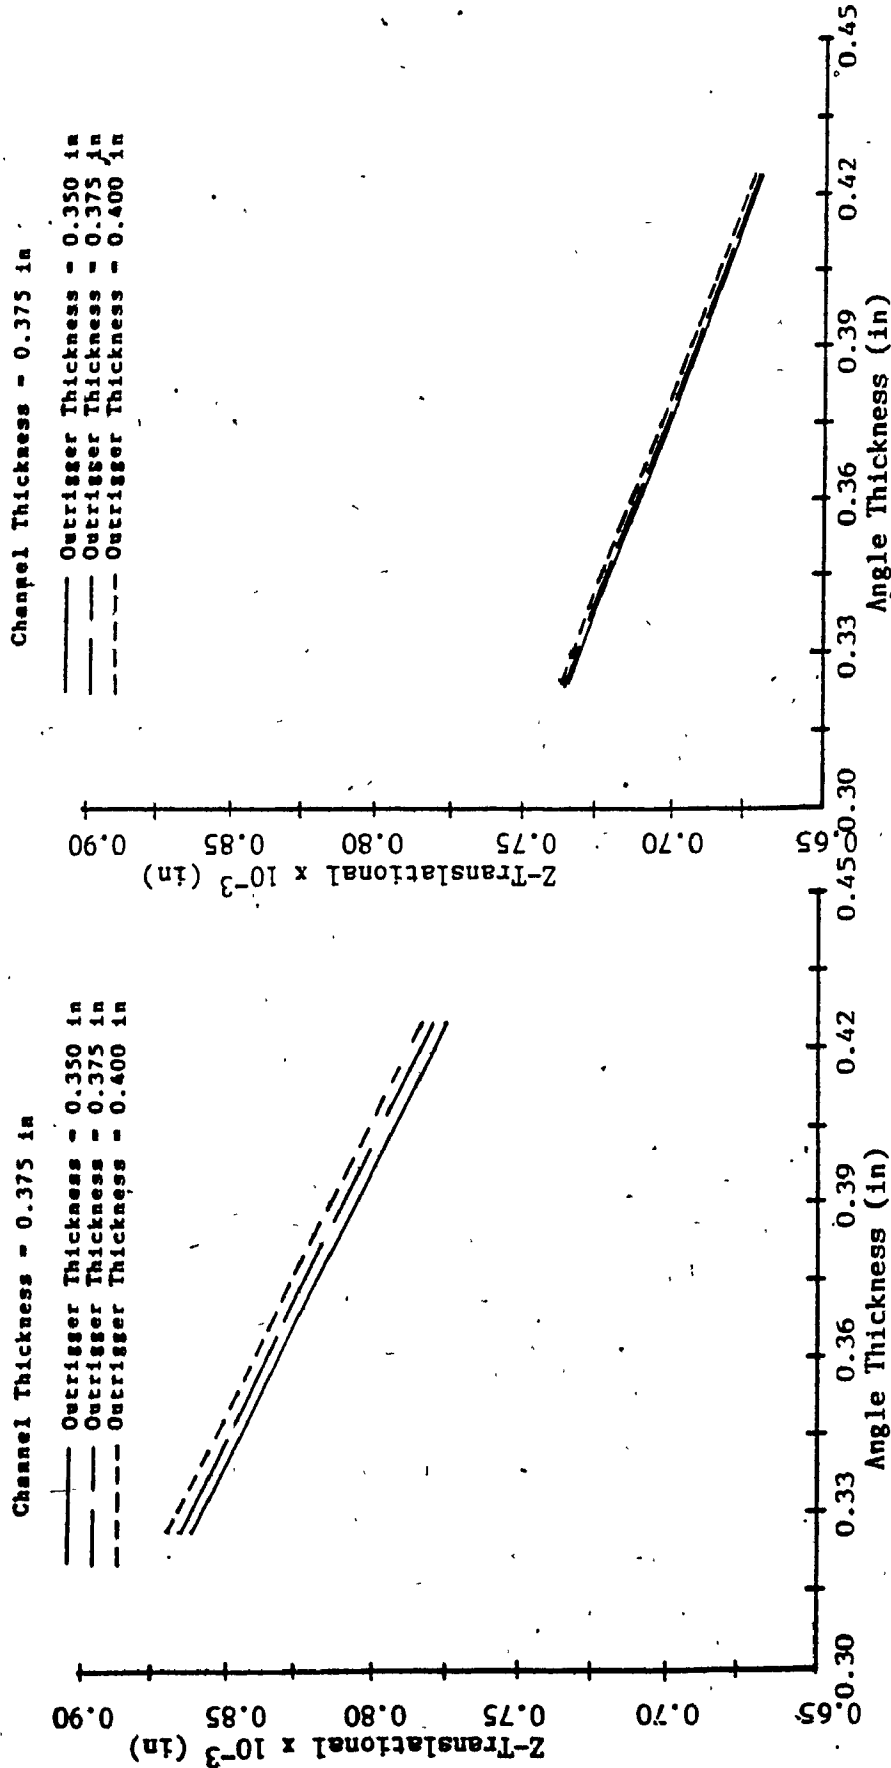 Channel Thickness = 0.375 in
Outrigger Thickness = 0.350 in
Outrigger Thickness = 0.375 in
Outrigger Thickness = 0.400 in
Z-Translational x 10⁻³ (in)
0.90
0.85
0.80
0.75
0.70
0.65
0.30
0.33
0.36
0.39
0.42
0.45
Angle Thickness (in)
Channel Thickness = 0.375 in
Outrigger Thickness = 0.350 in
Outrigger Thickness = 0.375 in
Outrigger Thickness = 0.400 in
Z-Translational x 10⁻³ (in)
0.90
0.85
0.80
0.75
0.70
0.65
0.30
0.33
0.36
0.39
0.42
0.45
Angle Thickness (in)